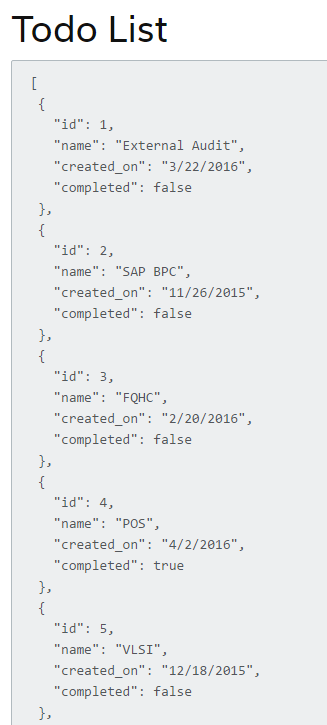 Todo List
[
{
"id": 1,
"name": "External Audit",
"created_on": "3/22/2016",
"completed": false
},
{
"id": 2,
"name": "SAP BPC",
"created_on": "11/26/2015",
"completed": false
},
{
"id": 3,
"name": "FQHC",
"created_on": "2/20/2016",
"completed": false
},
{
"id": 4,
"name": "POS",
"created_on": "4/2/2016",
"completed": true
},
{
"id": 5,
"name": "VLSI",
"created_on": "12/18/2015",
"completed": false
},